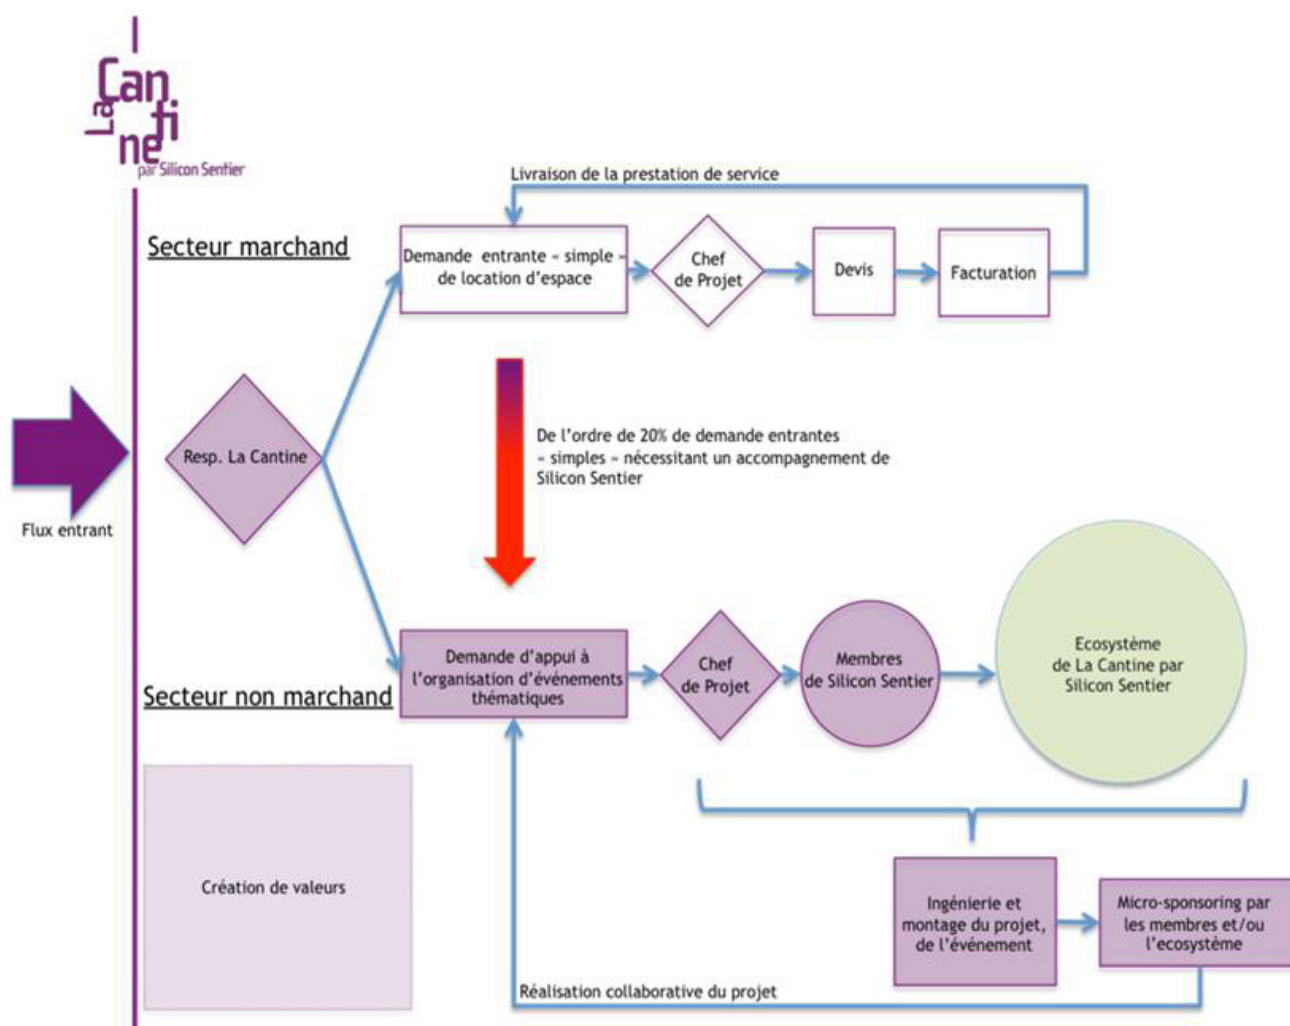 La
Can
ti
ne
par Silicon Sentier
Livraison de la prestation de service
Secteur marchand
Demande entrante « simple »
de location d’espace
Chef
de Projet
Devis
Facturation
Resp. La Cantine
Flux entrant
De l’ordre de 20% de demande entrantes
« simples » nécessitant un accompagnement de
Silicon Sentier
Secteur non marchand
Demande d’appui à
l’organisation d’événements
thématiques
Chef
de Projet
Membres
de Silicon Sentier
Ecosystème
de La Cantine par
Silicon Sentier
Création de valeurs
Ingénierie et
montage du projet,
de l’événement
Micro-sponsoring par
les membres et/ou
l’ecosystème
Réalisation collaborative du projet